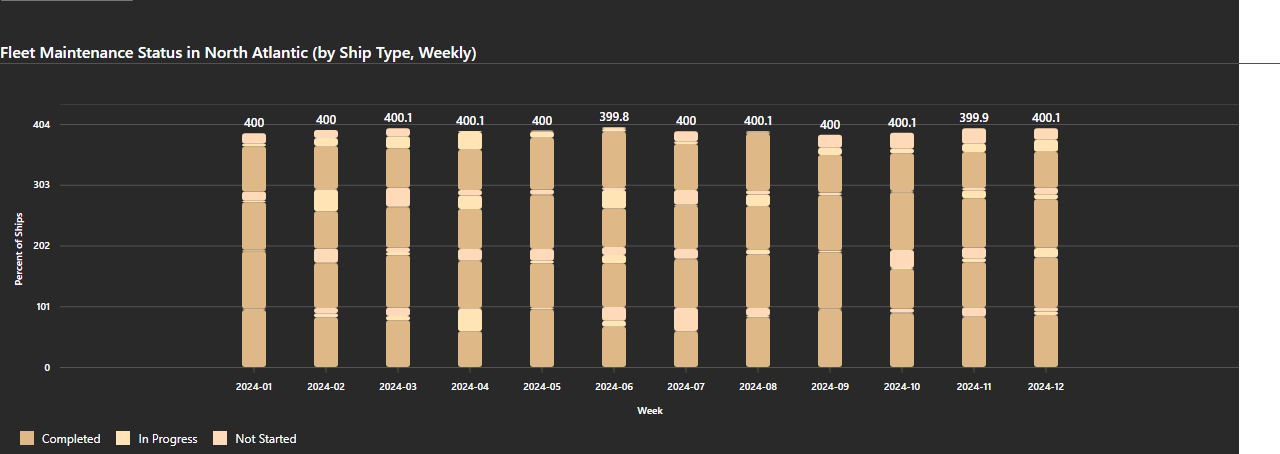 Fleet Maintenance Status in North Atlantic (by Ship Type, Weekly)
400 400 400.1 400.1 400 399.8 400 400.1 400 400.1 399.9 400.1
404
303
202
101
0
Percent of Ships
2024-01 2024-02 2024-03 2024-04 2024-05 2024-06 2024-07 2024-08 2024-09 2024-10 2024-11 2024-12
Week
Completed In Progress Not Started